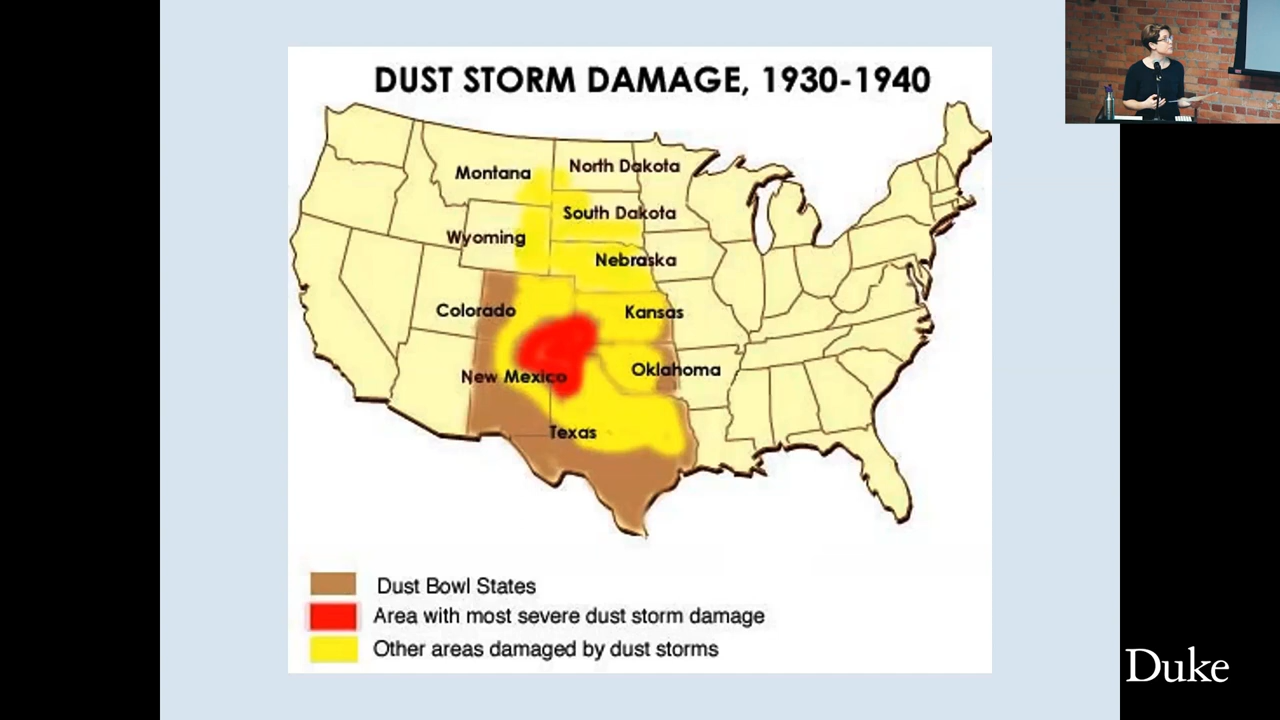 DUST STORM DAMAGE, 1930-1940
Montana
North Dakota
South Dakota
Wyoming
Nebraska
Colorado
Kansas
Oklahoma
New Mexico
Texas
Dust Bowl States
Area with most severe dust storm damage
Other areas damaged by dust storms
Duke